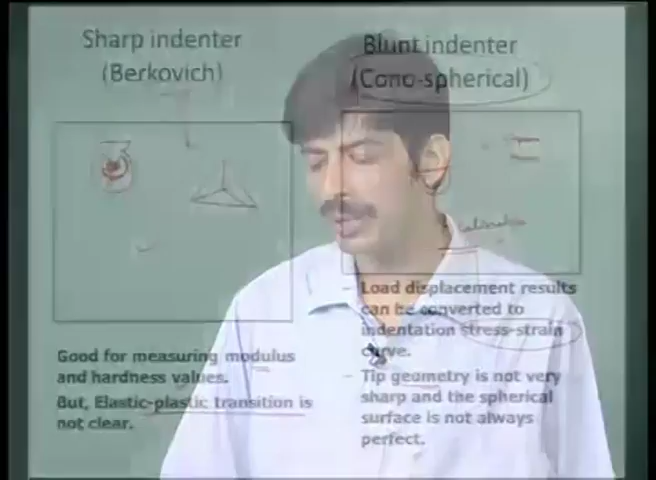 Sharp indenter
(Berkovich)
Good for measuring modulus
and hardness values.
But, Elastic-plastic transition is
not clear.
Blunt indenter
(Cono-spherical)
- Load displacement results
can be converted to
indentation stress-strain
curve.
- Tip geometry is not very
sharp and the spherical
surface is not always
perfect.